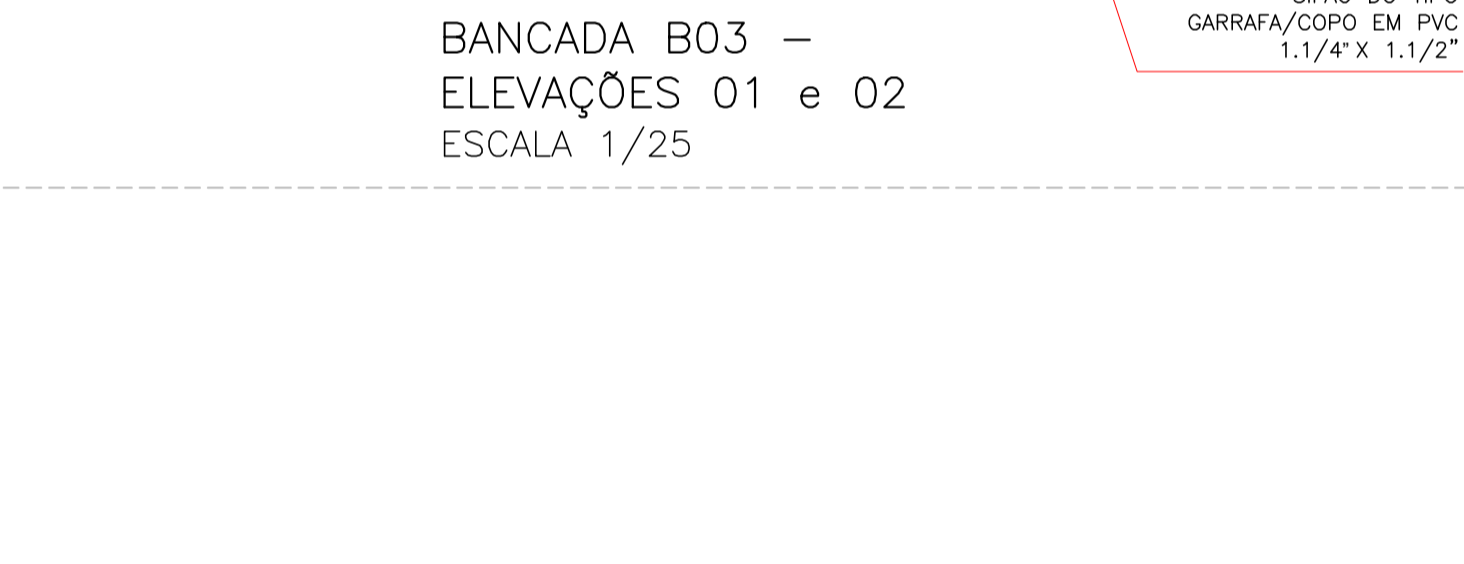 BANCADA B03 –
ELEVAÇÕES 01 e 02
ESCALA 1/25
GARRAFA/COPO EM PVC
1.1/4" X 1.1/2"